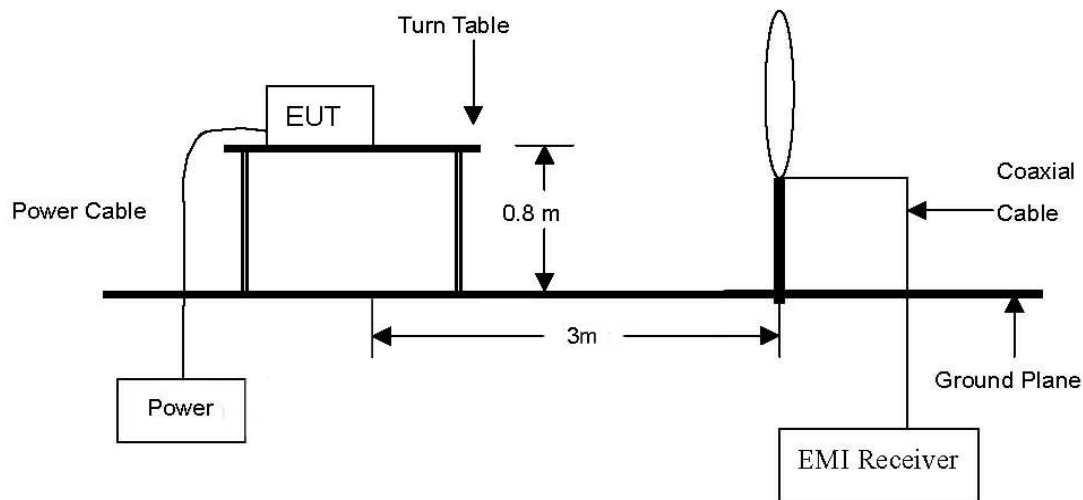 Turn Table
EUT
Power Cable
0.8 m
Coaxial
Cable
3m
Ground Plane
Power
EMI Receiver